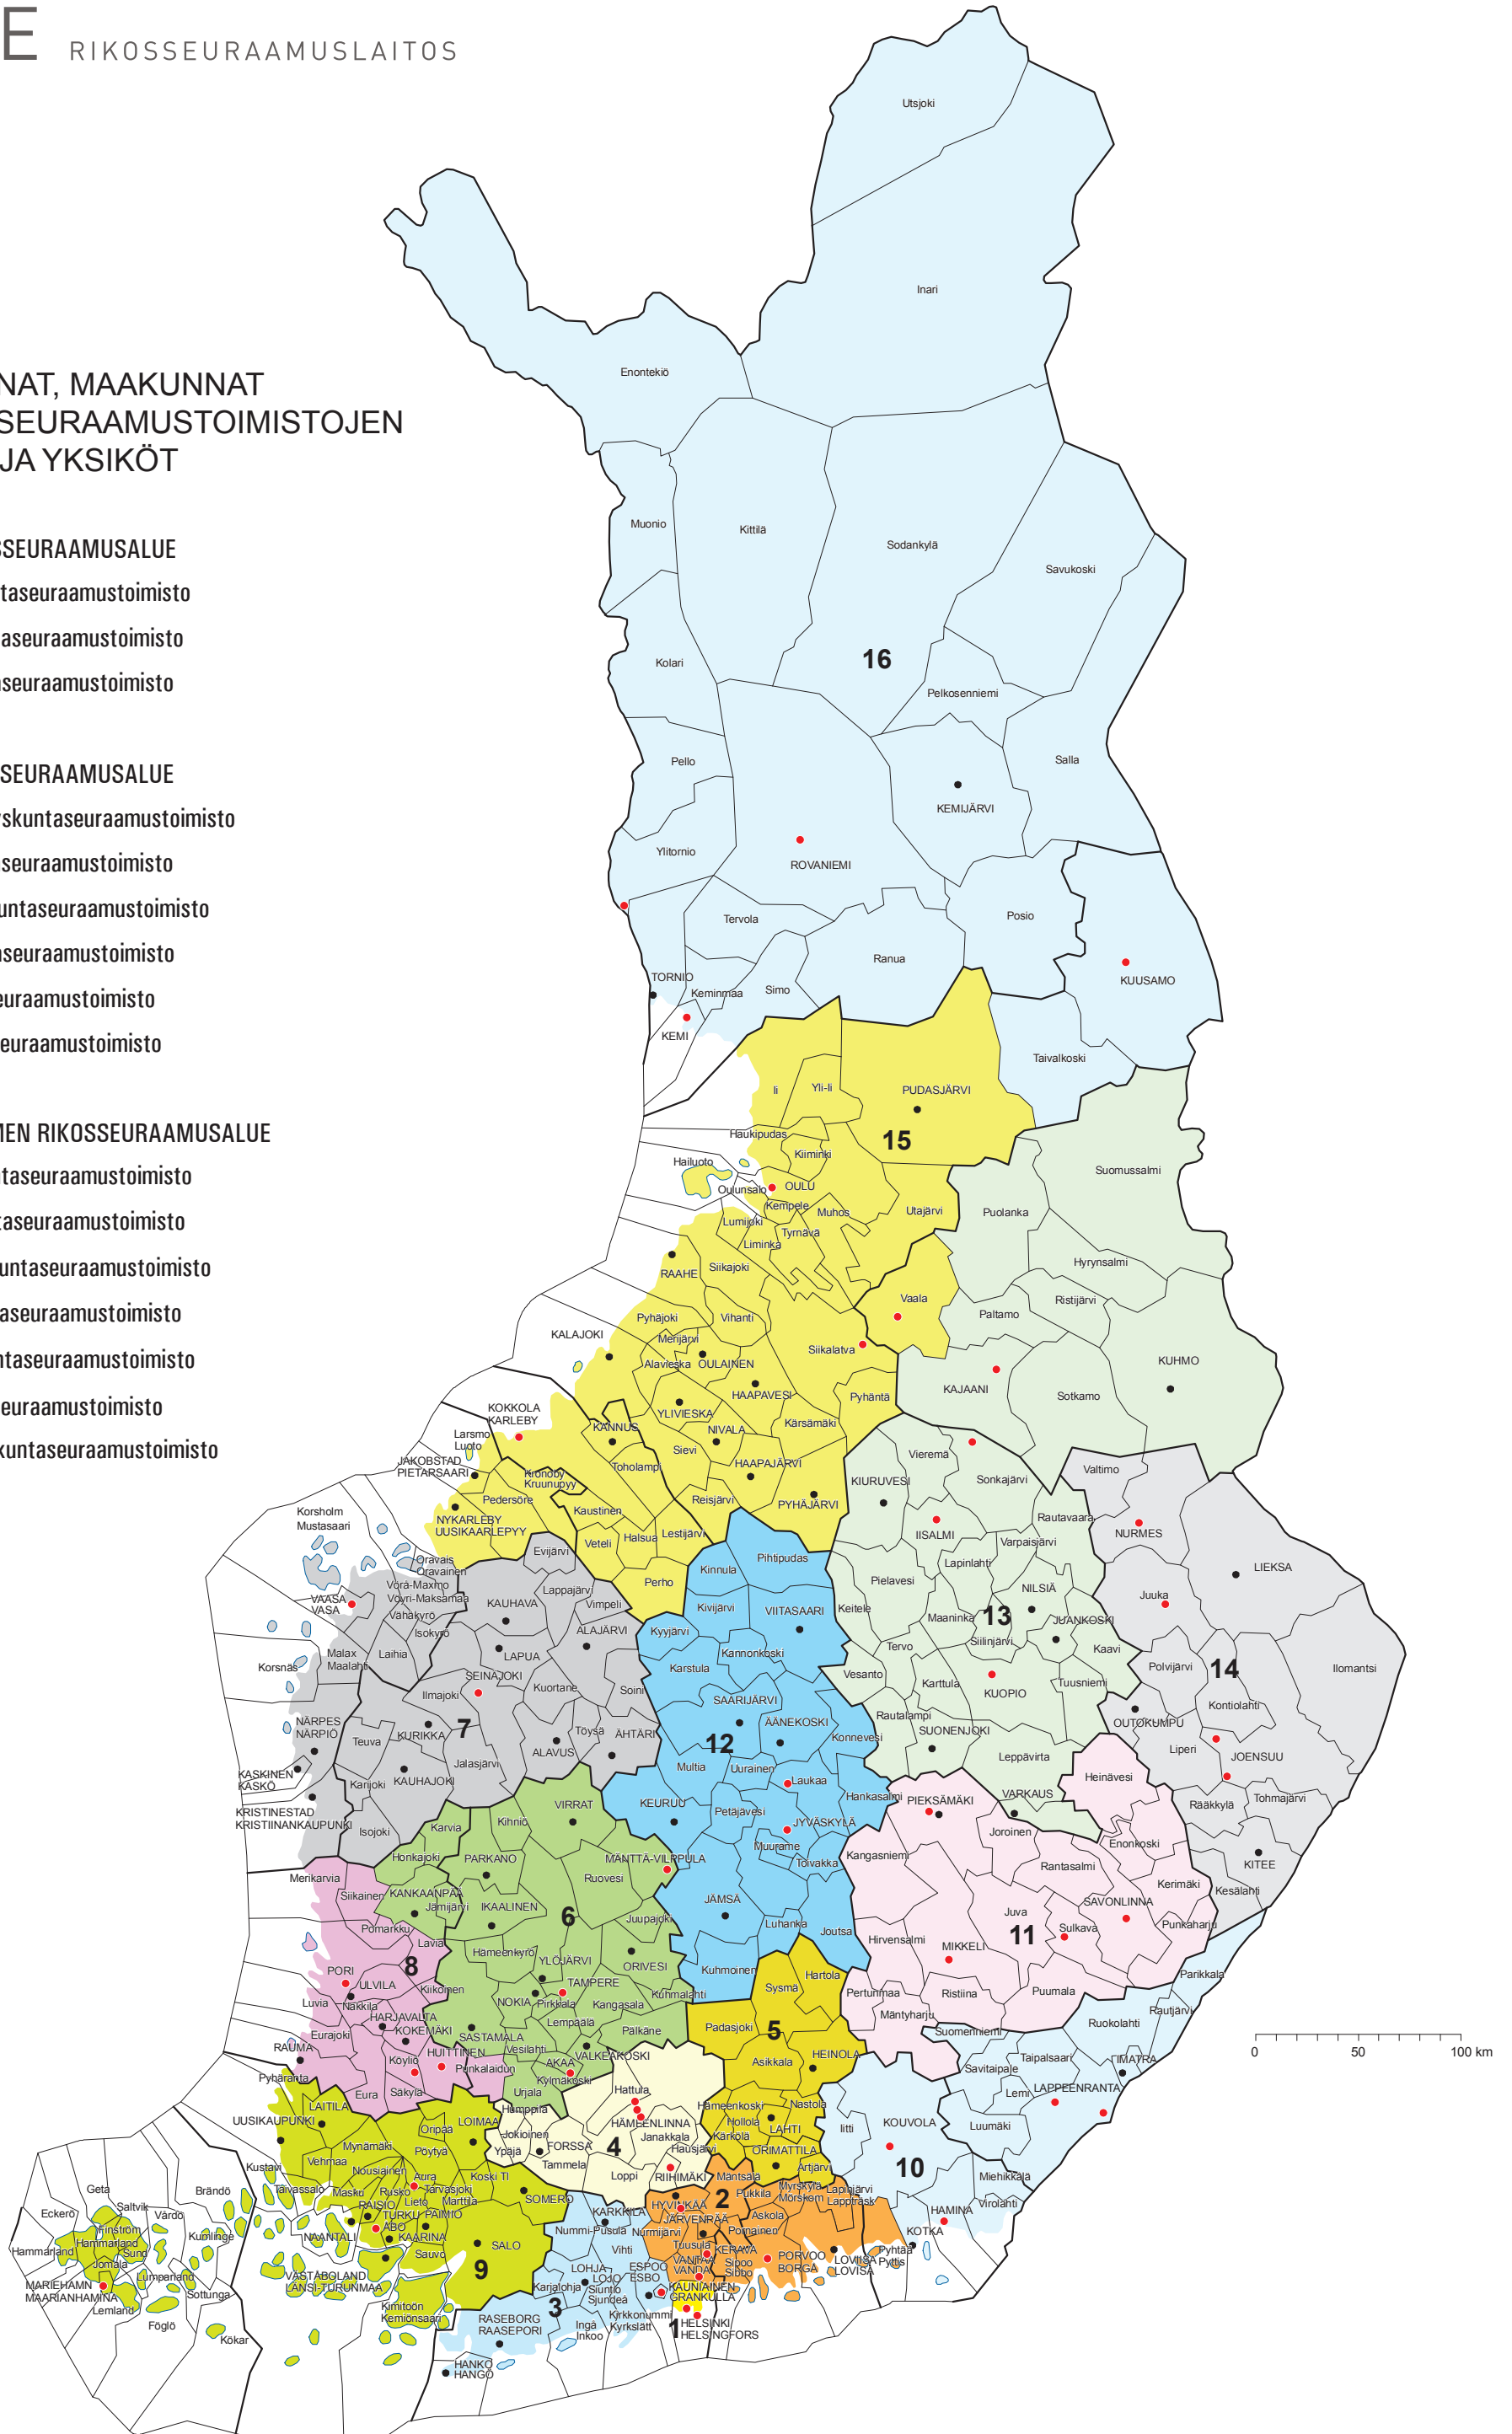 E RIKOSSEURAAMUSLAITOS
NAT, MAAKUNNAT
SEURAAMUSTOIMISTOJEN
JA YKSIKÖT
SSEURAAMUSALUE
taseuraamustoimisto
aseuraamustoimisto
seuraamustoimisto
SEURAAMUSALUE
skuntaseuraamustoimisto
seuraamustoimisto
untaseuraamustoimisto
aseuraamustoimisto
euraamustoimisto
euraamustoimisto
MEN RIKOSSEURAAMUSALUE
taseuraamustoimisto
taseuraamustoimisto
untaseuraamustoimisto
aseuraamustoimisto
ntaseuraamustoimisto
euraamustoimisto
kuntaseuraamustoimisto
Utsjoki
Inari
Enontekiö
Muonio
Kittilä
Sodankylä
Savukoski
16
Kolari
Pelkosenniemi
Pello
Salla
KEMIJÄRVI
Ylitornio
ROVANIEMI
Tervola
Posio
Ranua
TORNIO
Keminmaa
Simo
KUUSAMO
KEMI
Taivalkoski
Ii
Yli-Ii
PUDASJÄRVI
15
Haukipudas
Kiiminki
Hailuoto
Oulunsalo
OULU
Kempele
Muhos
Utajärvi
Lumijoki
Tyrnävä
Liminka
Suomussalmi
Puolanka
Hyrynsalmi
RAAHE
Siikajoki
Vaala
Ristijärvi
Paltamo
Pyhäjoki
Vihanti
KALAJOKI
Merijärvi
Siikalatva
Alavieska
OULAINEN
KUHMO
HAAPAVESI
Pyhäntä
KAJAANI
Sotkamo
KOKKOLA
KARLEBY
YLIVIESKA
Kärsämäki
KANNUS
NIVALA
Larsmo
Luoto
Sievi
Vieremä
JAKOBSTAD
PIETARSAARI
Toholampi
HAAPAJÄRVI
Sonkajärvi
Valtimo
Kronoby
Kruunupyy
KIURUVESI
Pedersöre
Reisjärvi
PYHÄJÄRVI
NYKARLEBY
UUSIKAARLEPYY
Kaustinen
Rautavaara
Korsholm
Mustasaari
Veteli
Halsua
Lestijärvi
IISALMI
NURMES
Varpaisjärvi
Evijärvi
Oravais
Oravainen
Lapinlahti
LIEKSA
Kinnula
Pihtipudas
Perho
Pielavesi
NILSIÄ
Vörå-Maxmo
Vöyri-Maksamaa
Lappajärvi
Juuka
VAASA
VASA
KAUHAVA
Vimpeli
Kivijärvi
VIITASAARI
Keitele
Maaninka
13
JUANKOSKI
Vähäkyrö
Isokyrö
ALAJÄRVI
Kyyjärvi
Siilinjärvi
Kaavi
Malax
Maalahti
Laihia
LAPUA
Kannonkoski
Tervo
Korsnäs
Karstula
Polvijärvi
14
Ilomantsi
SEINÄJOKI
Vesanto
Karttula
Tuusniemi
Ilmajoki
Kuortane
Soini
KUOPIO
Kontiolahti
SAARIJÄRVI
Rautalampi
NÄRPES
NÄRPIÖ
KURIKKA
7
Töysä
ÄHTÄRI
12
ÄÄNEKOSKI
SUONENJOKI
OUTOKUMPU
Teuva
Konnevesi
ALAVUS
Leppävirta
Liperi
JOENSUU
Jalasjärvi
Multia
Uurainen
KASKINEN
KASKÖ
Karijoki
KAUHAJOKI
Laukaa
Heinävesi
Hankasalmi
VARKAUS
KRISTINESTAD
KRISTIINANKAUPUNKI
VIRRAT
KEURUU
Petäjävesi
PIEKSÄMÄKI
Rääkkylä
Tohmajärvi
Kihniö
JYVÄSKYLÄ
Isojoki
Karvia
Joroinen
Muurame
Enonkoski
Honkajoki
PARKANO
MÄNTTÄ-VILPPULA
Kangasniemi
Toivakka
Rantasalmi
KITEE
Merikarvia
Ruovesi
Siikainen
KANKAANPÄÄ
Kerimäki
Kesälahti
Jämijärvi
IKAALINEN
JÄMSÄ
SAVONLINNA
Juva
6
Juupajoki
Luhanka
11
Sulkava
Punkaharju
Pomarkku
Joutsa
Hirvensalmi
Lavia
Hämeenkyrö
MIKKELI
8
YLÖJÄRVI
ORIVESI
Kuhmoinen
Hartola
Parikkala
PORI
ULVILA
Kiikoinen
TAMPERE
Sysmä
Pertunmaa
Ristiina
Puumala
Luvia
Nakkila
NOKIA
Pirkkala
Kangasala
Kuhmalahti
Mäntyharju
Rautjärvi
HARJAVALTA
Lempäälä
Padasjoki
5
Ruokolahti
Eurajoki
KOKEMÄKI
SASTAMALA
Pälkäne
Suomenniemi
RAUMA
HUITTINEN
Vesilahti
VALKEAKOSKI
HEINOLA
Taipalsaari
IMATRA
Köyliö
Punkalaidun
AKAA
Asikkala
Savitaipale
Pyhäranta
Kylmäkoski
Eura
Säkylä
Urjala
Hattula
Lemi
LAPPEENRANTA
LAITILA
Humppila
Hämeenkoski
Nastola
UUSIKAUPUNKI
LOIMAA
HÄMEENLINNA
Hollola
Iitti
KOUVOLA
Oripää
Jokioinen
Janakkala
LAHTI
Luumäki
Mynämäki
Pöytyä
Ypäjä
FORSSA
4
Kärkölä
Hausjärvi
ORIMATTILA
Vehmaa
Nousiainen
Tammela
10
Kustavi
Aura
Koski Tl
Loppi
RIIHIMÄKI
Mäntsälä
Artjärvi
Miehikkälä
Geta
Brändö
Taivassalo
Masku
Rusko
Tarvasjoki
SOMERO
2
Pukkila
Myrskylä
Mörskom
Lapinjärvi
Lappträsk
Virolahti
Saltvik
RAISIO
Lieto
Marttila
KARKKILA
HYVINKÄÄ
HAMINA
Eckerö
Vårdö
TURKU
ÅBO
PAIMIO
JÄRVENPÄÄ
Askola
Finström
Kumlinge
NAANTALI
KAARINA
Nummi-Pusula
Nurmijärvi
Pornainen
KOTKA
Hammarland
Hammarland
Sund
SALO
Vihti
Tuusula
KERAVA
Pyhtää
Pyttis
Jomala
Sauvo
9
VANTAA
VANDA
Sipoo
Sibbo
PORVOO
BORGÅ
LOVIISA
LOVISA
Lumparland
VÄSTÅBOLAND
LÄNSI-TURUNMAA
LOHJA
LOJO
ESPOO
ESBO
MARIEHAMN
MAARIANHAMINA
Sottunga
Karjalohja
Siuntio
Sjundeå
KAUNIAINEN
GRANKULLA
Lemland
Kimitoön
Kemiönsaari
3
Kirkkonummi
Kyrkslätt
Föglö
RASEBORG
RAASEPORI
Ingå
Inkoo
1
HELSINKI
HELSINGFORS
Kökar
HANKO
HANGÖ
0 50 100 km